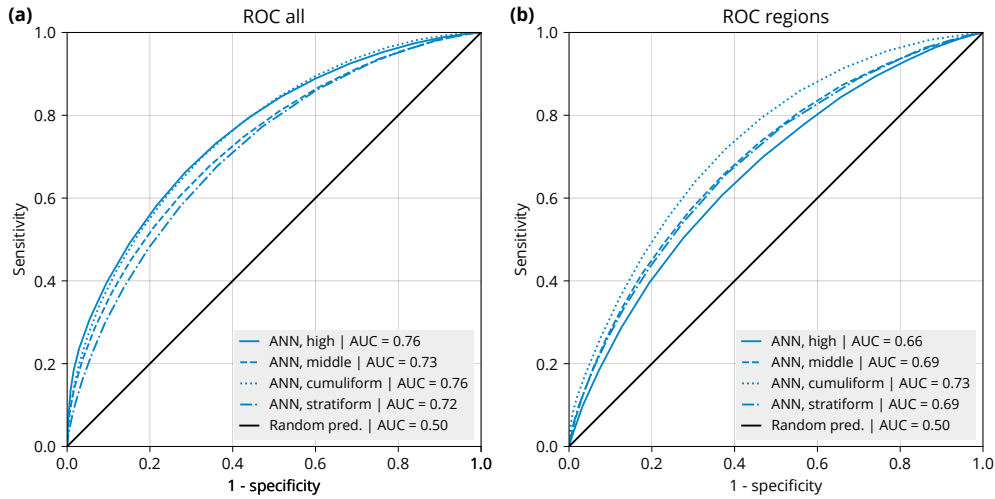 (a)
ROC all
1.0
0.8
0.6
0.4
0.2
0.0
Sensitivity
ANN, high | AUC = 0.76
ANN, middle | AUC = 0.73
ANN, cumuliform | AUC = 0.76
ANN, stratiform | AUC = 0.72
Random pred. | AUC = 0.50
0.0 0.2 0.4 0.6 0.8 1.0
1 - specificity
(b)
ROC regions
1.0
0.8
0.6
0.4
0.2
0.0
Sensitivity
ANN, high | AUC = 0.66
ANN, middle | AUC = 0.69
ANN, cumuliform | AUC = 0.73
ANN, stratiform | AUC = 0.69
Random pred. | AUC = 0.50
0.0 0.2 0.4 0.6 0.8 1.0
1 - specificity